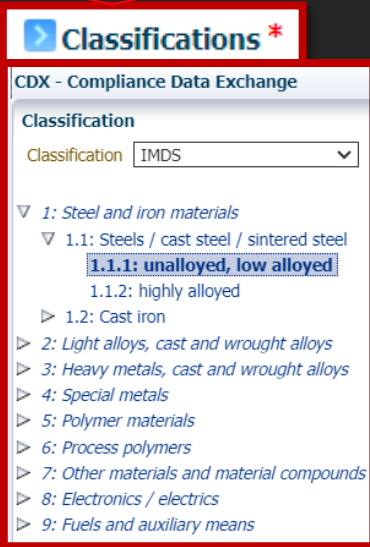 Classifications *
CDX - Compliance Data Exchange
Classification
Classification IMDS
1: Steel and iron materials
1.1: Steels / cast steel / sintered steel
1.1.1: unalloyed, low alloyed
1.1.2: highly alloyed
1.2: Cast iron
2: Light alloys, cast and wrought alloys
3: Heavy metals, cast and wrought alloys
4: Special metals
5: Polymer materials
6: Process polymers
7: Other materials and material compounds
8: Electronics / electrics
9: Fuels and auxiliary means